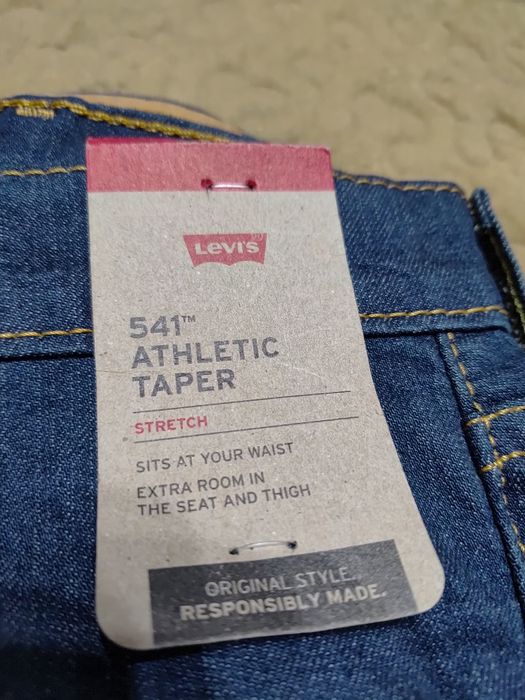 Levi's
541™
ATHLETIC
TAPER
STRETCH
SITS AT YOUR WAIST
EXTRA ROOM IN
THE SEAT AND THIGH
ORIGINAL STYLE.
RESPONSIBLY MADE.